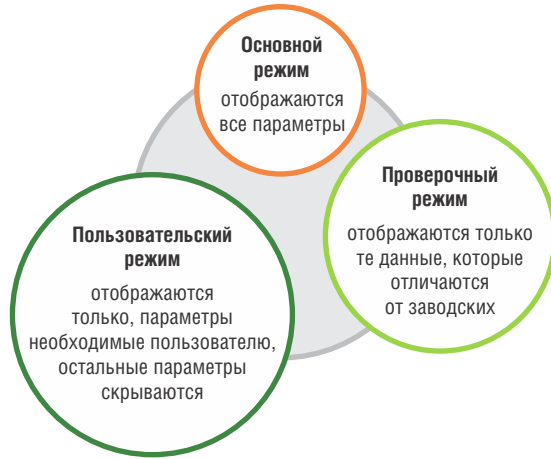 Основной
режим
отображаются
все параметры
Проверочный
режим
отображаются только
те данные, которые
отличаются
от заводских
Пользовательский
режим
отображаются
только, параметры
необходимые пользователю,
остальные параметры
скрываются